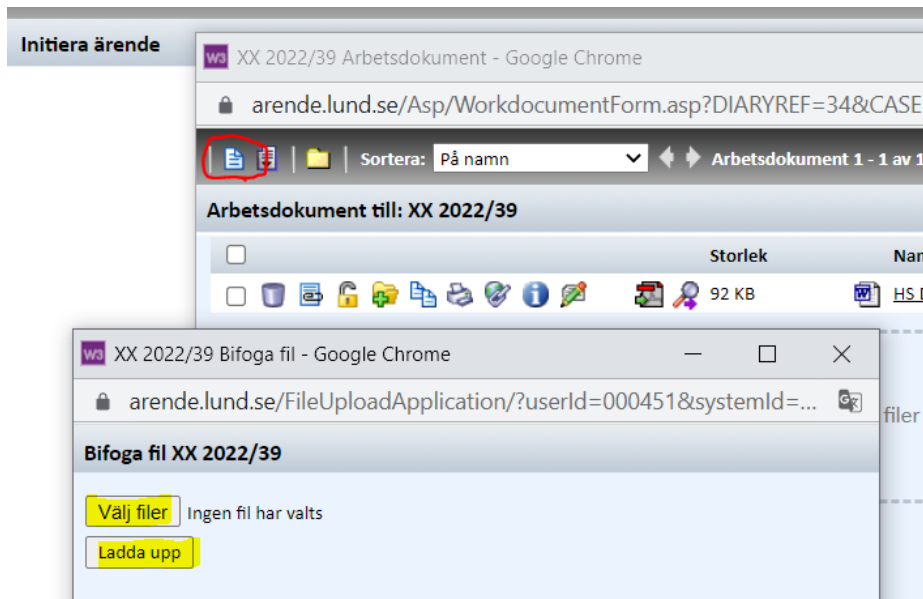 Initiera ärende
W3 XX 2022/39 Arbetsdokument - Google Chrome
arende.lund.se/Asp/WorkdocumentForm.asp?DIARYREF=34&CASE
Sortera: På namn Arbetsdokument 1 - 1 av 1
Arbetsdokument till: XX 2022/39
Storlek Nam
92 KB HS D
W3 XX 2022/39 Bifoga fil - Google Chrome
arende.lund.se/FileUploadApplication/?userId=000451&systemId=...
filer
Bifoga fil XX 2022/39
Välj filer Ingen fil har valts
Ladda upp